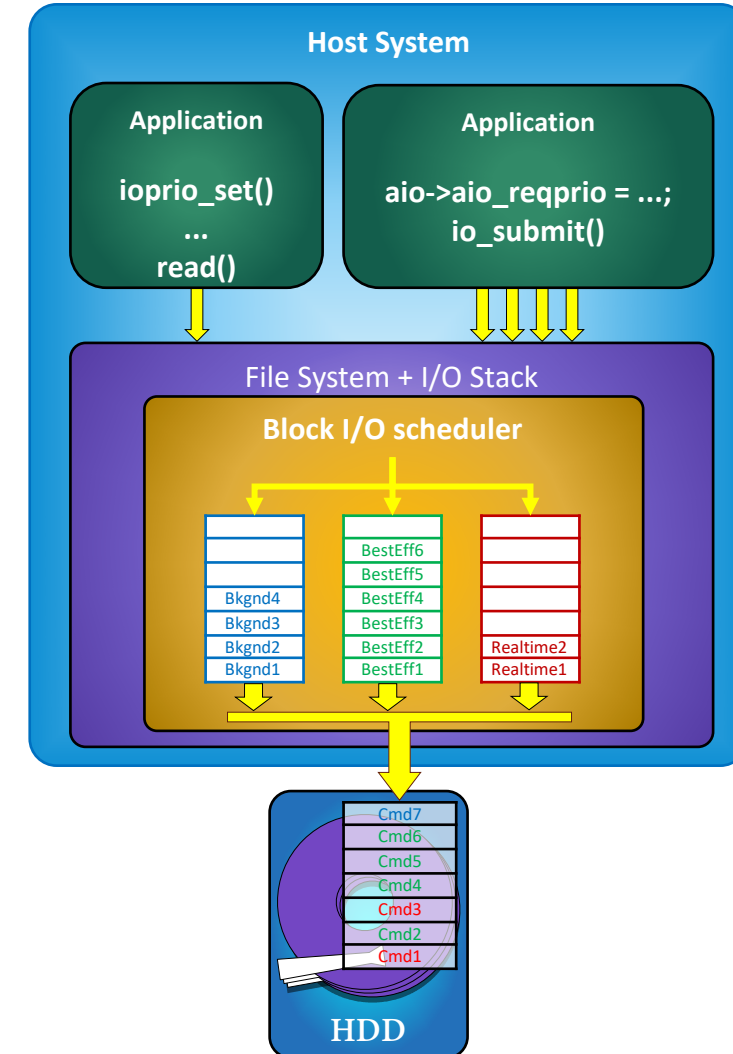 Host System
Application
ioprio_set()
...
read()
Application
aio->aio_reqprio = ...;
io_submit()
File System + I/O Stack
Block I/O scheduler
Bkgnd4
Bkgnd3
Bkgnd2
Bkgnd1
BestEff6
BestEff5
BestEff4
BestEff3
BestEff2
BestEff1
Realtime2
Realtime1
Cmd7
Cmd6
Cmd5
Cmd4
Cmd3
Cmd2
Cmd1
HDD